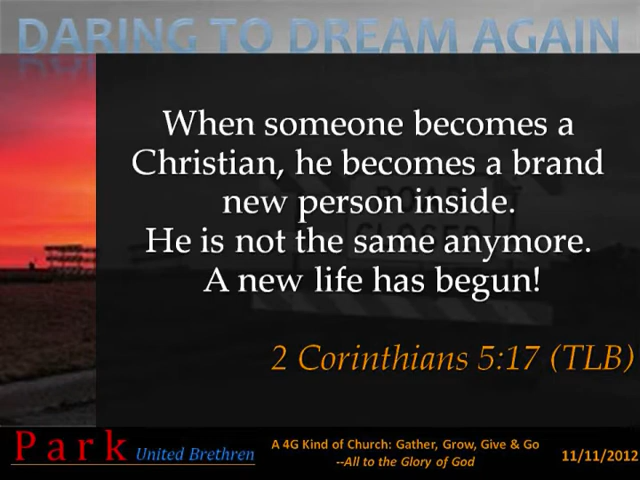 DARING TO DREAM AGAIN
When someone becomes a
Christian, he becomes a brand
new person inside.
He is not the same anymore.
A new life has begun!
2 Corinthians 5:17 (TLB)
Park United Brethren
A 4G Kind of Church: Gather, Grow, Give & Go
--All to the Glory of God
11/11/2012
ROAD
CLOSED